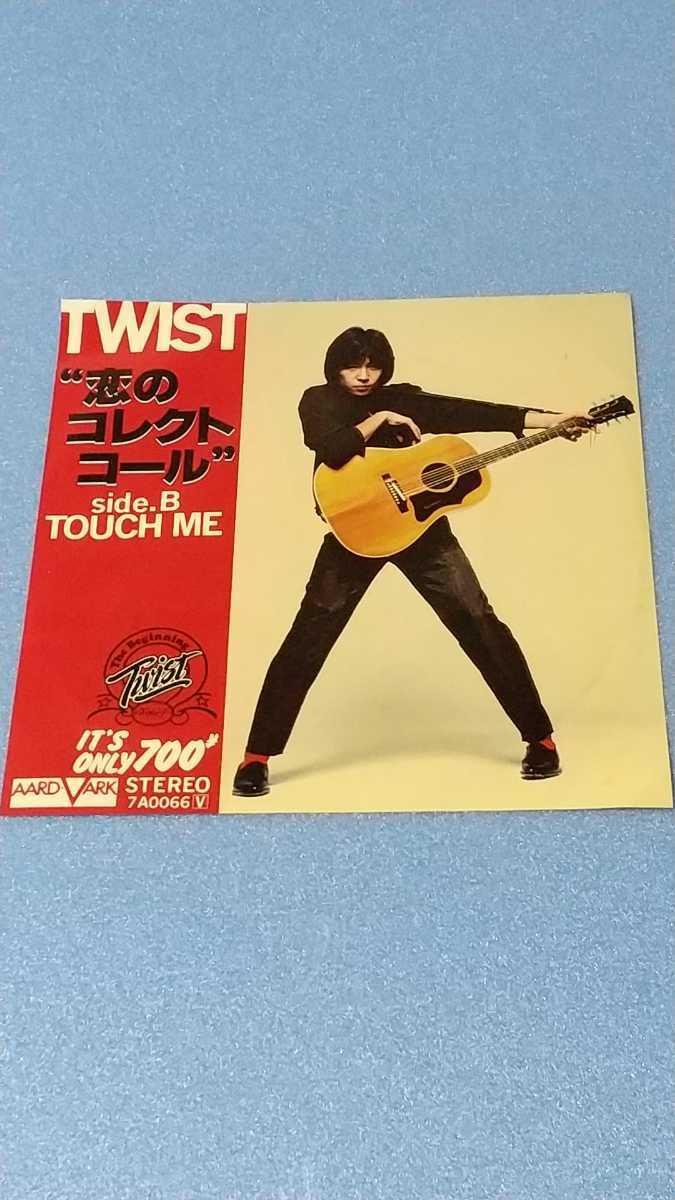 TWIST
“恋の
コレクト
コール”
side.B
TOUCH ME
The Beginning
Twist
IT'S
ONLY 700
AARD-VARK STEREO
7A0066 V